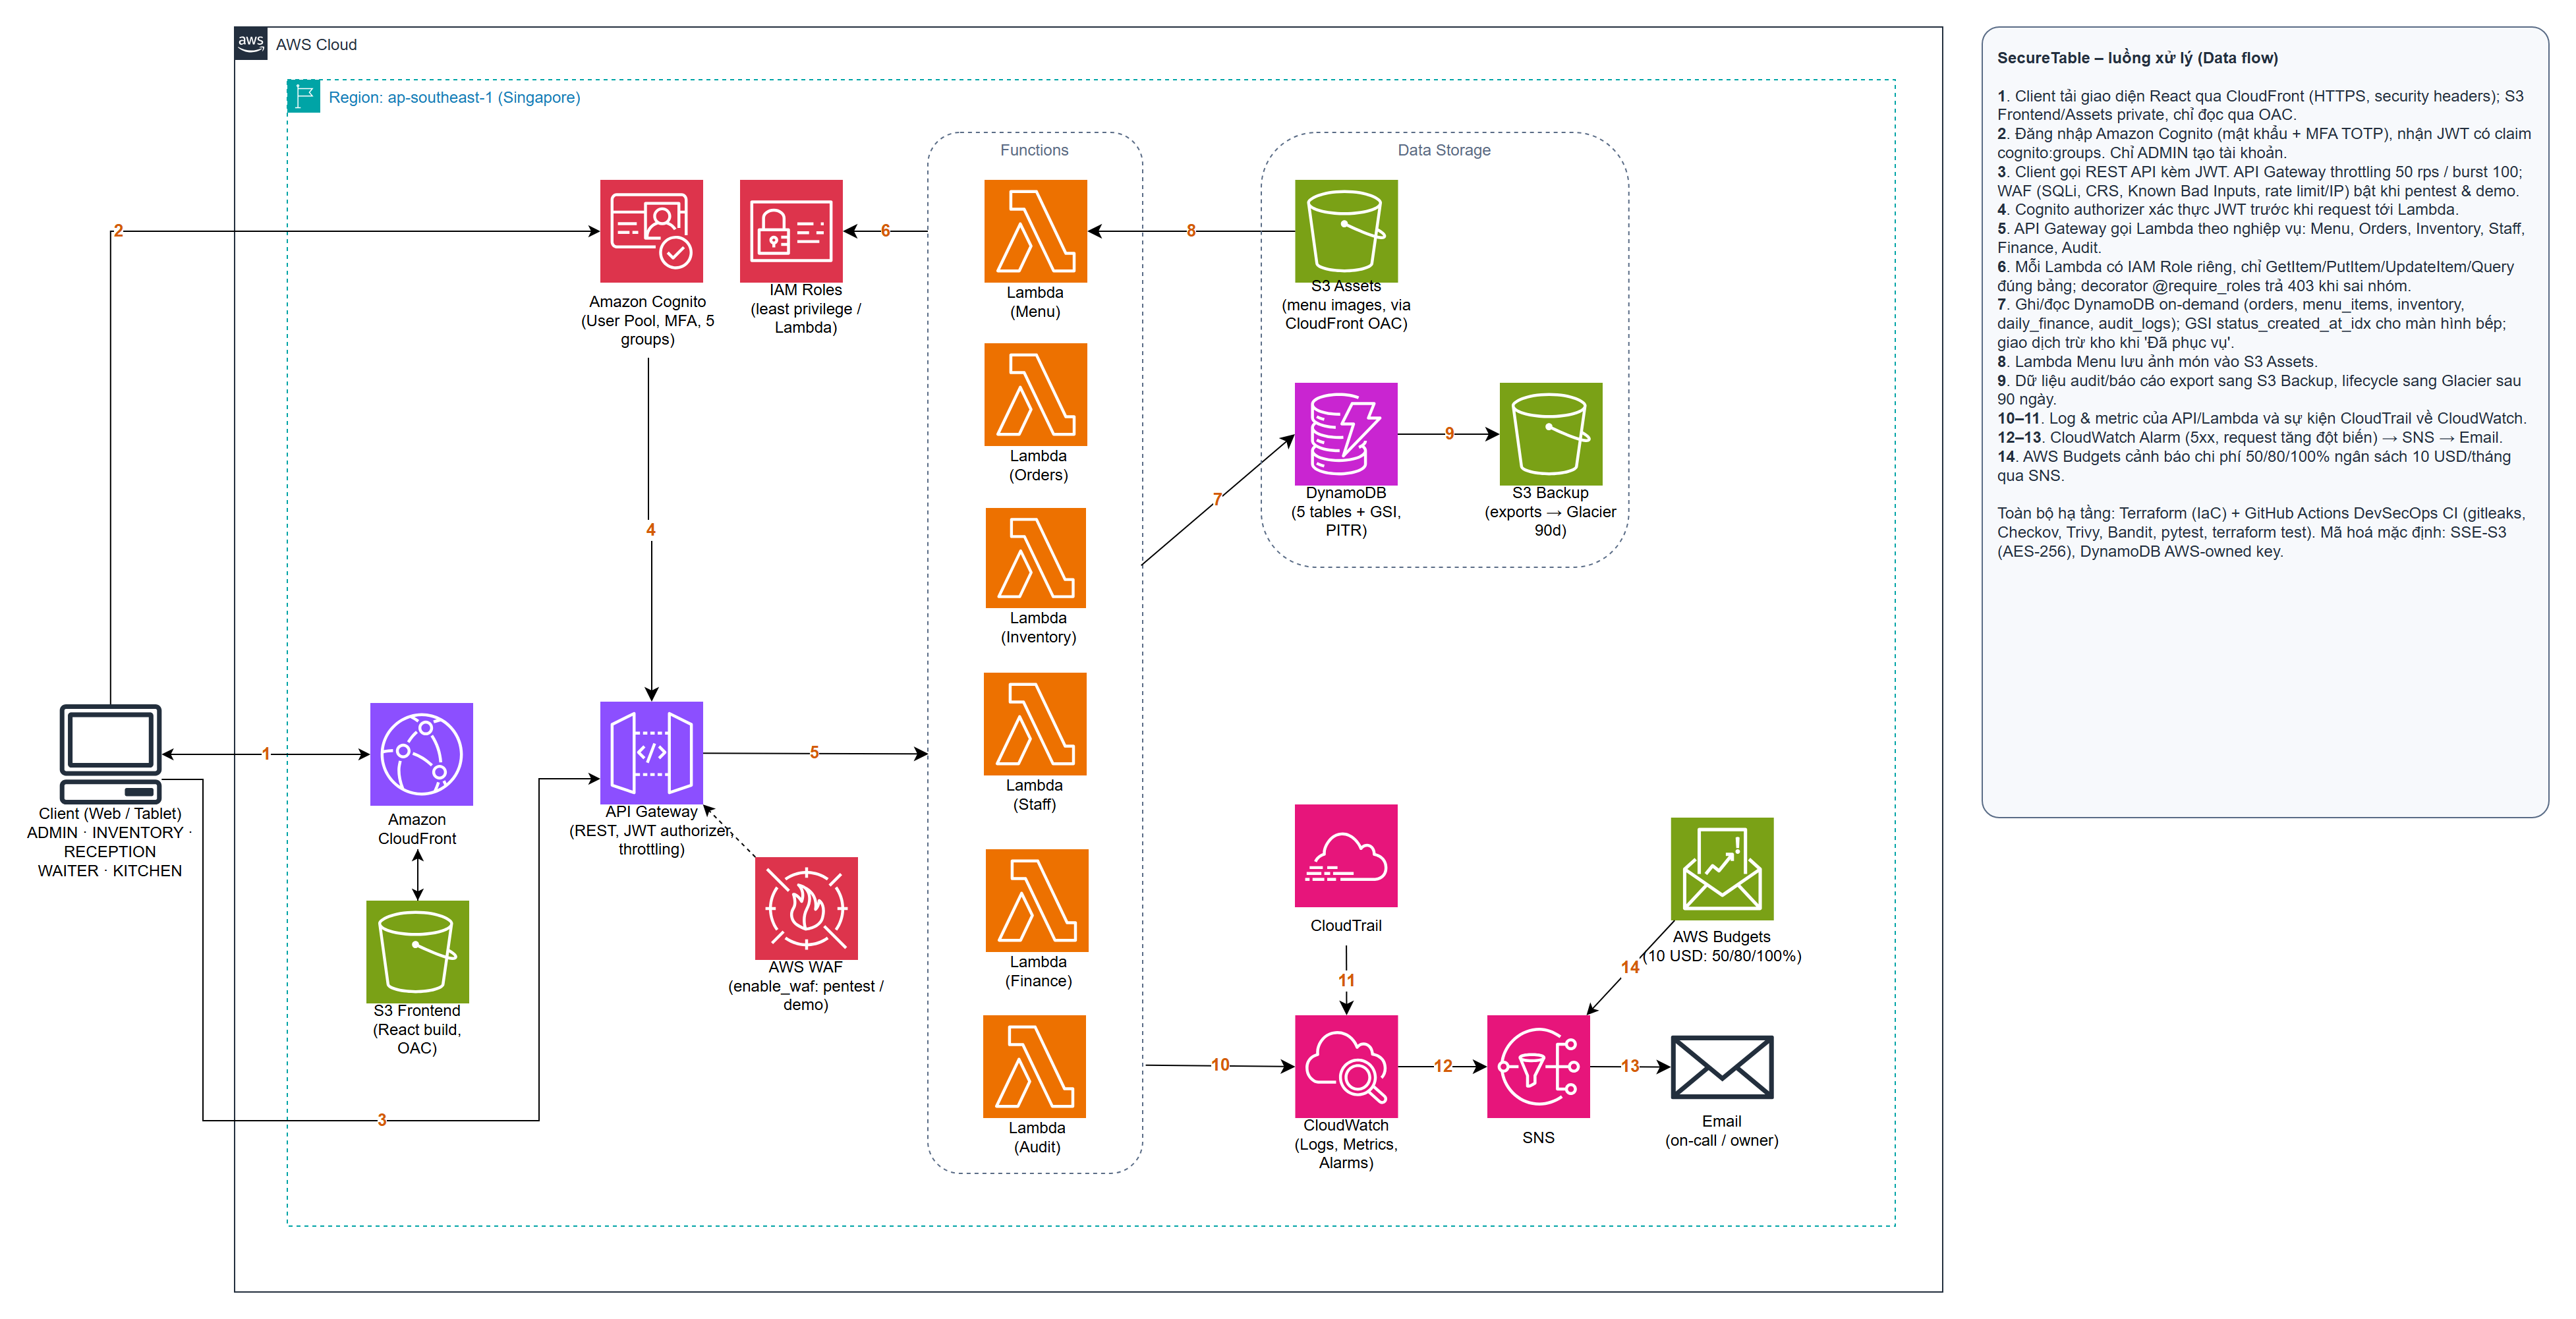 aws
AWS Cloud
Region: ap-southeast-1 (Singapore)
Functions
Data Storage
2
6
8
Amazon Cognito
(User Pool, MFA, 5
groups)
IAM Roles
(least privilege /
Lambda)
Lambda
(Menu)
S3 Assets
(menu images, via
CloudFront OAC)
Lambda
(Orders)
4
7
9
DynamoDB
(5 tables + GSI,
PITR)
S3 Backup
(exports → Glacier
90d)
Lambda
(Inventory)
1
5
Client (Web / Tablet)
ADMIN · INVENTORY ·
RECEPTION
WAITER · KITCHEN
Amazon
CloudFront
API Gateway
(REST, JWT authorizer,
throttling)
Lambda
(Staff)
S3 Frontend
(React build,
OAC)
AWS WAF
(enable_waf: pentest /
demo)
Lambda
(Finance)
CloudTrail
11
AWS Budgets
(10 USD: 50/80/100%)
14
3
Lambda
(Audit)
10
12
13
CloudWatch
(Logs, Metrics,
Alarms)
SNS
Email
(on-call / owner)
SecureTable – luồng xử lý (Data flow)
1. Client tải giao diện React qua CloudFront (HTTPS, security headers); S3
Frontend/Assets private, chỉ đọc qua OAC.
2. Đăng nhập Amazon Cognito (mật khẩu + MFA TOTP), nhận JWT có claim
cognito:groups. Chỉ ADMIN tạo tài khoản.
3. Client gọi REST API kèm JWT. API Gateway throttling 50 rps / burst 100;
WAF (SQLi, CRS, Known Bad Inputs, rate limit/IP) bật khi pentest & demo.
4. Cognito authorizer xác thực JWT trước khi request tới Lambda.
5. API Gateway gọi Lambda theo nghiệp vụ: Menu, Orders, Inventory, Staff,
Finance, Audit.
6. Mỗi Lambda có IAM Role riêng, chỉ GetItem/PutItem/UpdateItem/Query
đúng bảng; decorator @require_roles trả 403 khi sai nhóm.
7. Ghi/đọc DynamoDB on-demand (orders, menu_items, inventory,
daily_finance, audit_logs); GSI status_created_at_idx cho màn hình bếp;
giao dịch trừ kho khi 'Đã phục vụ'.
8. Lambda Menu lưu ảnh món vào S3 Assets.
9. Dữ liệu audit/báo cáo export sang S3 Backup, lifecycle sang Glacier sau
90 ngày.
10–11. Log & metric của API/Lambda và sự kiện CloudTrail về CloudWatch.
12–13. CloudWatch Alarm (5xx, request tăng đột biến) → SNS → Email.
14. AWS Budgets cảnh báo chi phí 50/80/100% ngân sách 10 USD/tháng
qua SNS.
Toàn bộ hạ tầng: Terraform (IaC) + GitHub Actions DevSecOps CI (gitleaks,
Checkov, Trivy, Bandit, pytest, terraform test). Mã hoá mặc định: SSE-S3
(AES-256), DynamoDB AWS-owned key.